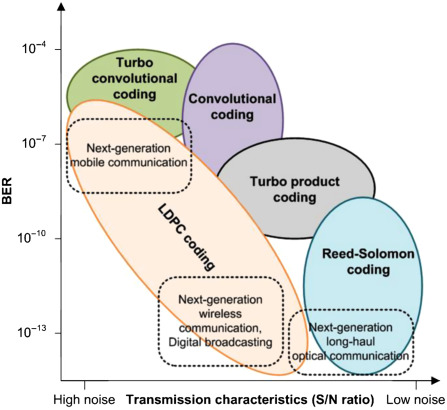 BER
10−4
10−7
10−10
10−13
Turbo
convolutional
coding
Convolutional
coding
Next-generation
mobile communication
Turbo product
coding
LDPC coding
Reed-Solomon
coding
Next-generation
wireless
communication,
Digital broadcasting
Next-generation
long-haul
optical communication
High noise
Transmission characteristics (S/N ratio)
Low noise